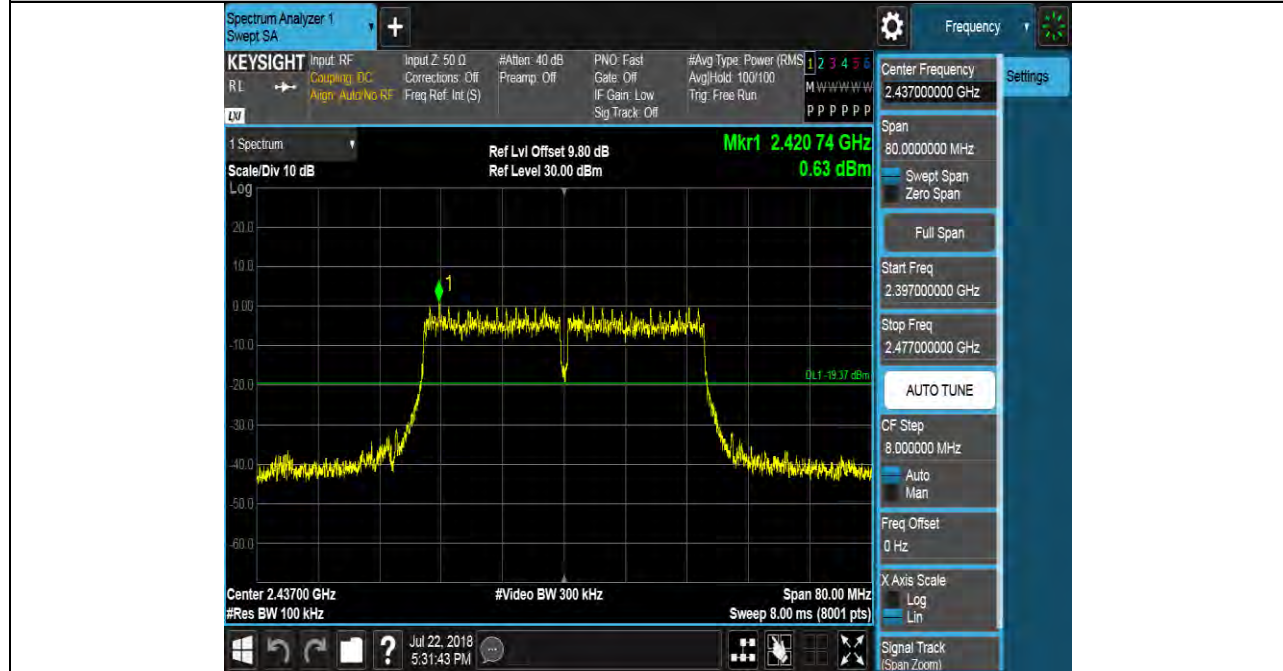 Spectrum Analyzer 1
Swept SA
+
Frequency
KEYSIGHT
RL
LXI
Input: RF
Coupling: DC
Align: Auto/No RF
Input Z: 50 Ω
Corrections: Off
Freq Ref: Int (S)
#Atten: 40 dB
Preamp: Off
PNO: Fast
Gate: Off
IF Gain: Low
Sig Track: Off
#Avg Type: Power (RMS
Avg|Hold: 100/100
Trig: Free Run
1 2 3 4 5 6
M W W W W W
P P P P P P
1 Spectrum
Scale/Div 10 dB
Log
Ref Lvl Offset 9.80 dB
Ref Level 30.00 dBm
Mkr1 2.420 74 GHz
0.63 dBm
20.0
10.0
0.00
-10.0
-20.0
-30.0
-40.0
-50.0
-60.0
1
DL1 -19.37 dBm
Center 2.43700 GHz
#Res BW 100 kHz
#Video BW 300 kHz
Span 80.00 MHz
Sweep 8.00 ms (8001 pts)
?
Jul 22, 2018
5:31:43 PM
Center Frequency
2.437000000 GHz
Settings
Span
80.0000000 MHz
Swept Span
Zero Span
Full Span
Start Freq
2.397000000 GHz
Stop Freq
2.477000000 GHz
AUTO TUNE
CF Step
8.000000 MHz
Auto
Man
Freq Offset
0 Hz
X Axis Scale
Log
Lin
Signal Track
(Span Zoom)